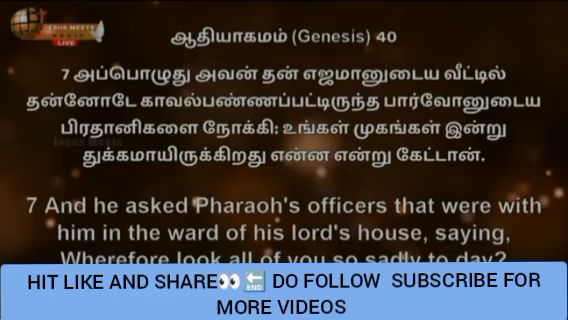 JESUS MEETS
LIVE
ஆதியாகமம் (Genesis) 40
7 அப்பொழுது அவன் தன் எஜமானுடைய வீட்டில்
தன்னோடே காவல்பண்ணப்பட்டிருந்த பார்வோனுடைய
பிரதானிகளை நோக்கி: உங்கள் முகங்கள் இன்று
துக்கமாயிருக்கிறது என்ன என்று கேட்டான்.
7 And he asked Pharaoh's officers that were with
him in the ward of his lord's house, saying,
Wherefore look all of you so sadly to day?
HIT LIKE AND SHARE👀🔚 DO FOLLOW SUBSCRIBE FOR
MORE VIDEOS